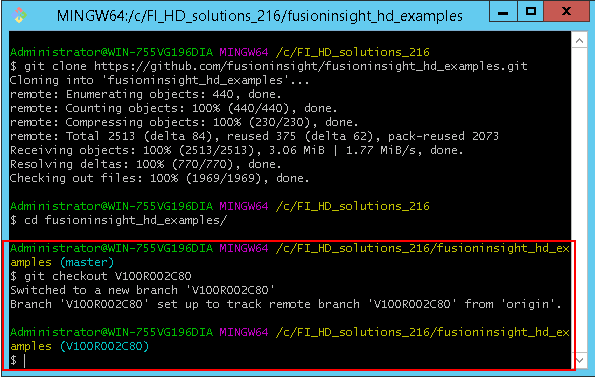 MINGW64:/c/FI_HD_solutions_216/fusioninsight_hd_examples
Administrator@WIN-755VG196DIA MINGW64 /c/FI_HD_solutions_216
$ git clone https://github.com/fusioninsight/fusioninsight_hd_examples.git
Cloning into 'fusioninsight_hd_examples'...
remote: Enumerating objects: 440, done.
remote: Counting objects: 100% (440/440), done.
remote: Compressing objects: 100% (230/230), done.
remote: Total 2513 (delta 84), reused 375 (delta 62), pack-reused 2073
Receiving objects: 100% (2513/2513), 3.06 MiB | 1.77 MiB/s, done.
Resolving deltas: 100% (770/770), done.
Checking out files: 100% (1969/1969), done.
Administrator@WIN-755VG196DIA MINGW64 /c/FI_HD_solutions_216
$ cd fusioninsight_hd_examples/
Administrator@WIN-755VG196DIA MINGW64 /c/FI_HD_solutions_216/fusioninsight_hd_ex
amples (master)
$ git checkout V100R002C80
Switched to a new branch 'V100R002C80'
Branch 'V100R002C80' set up to track remote branch 'V100R002C80' from 'origin'.
Administrator@WIN-755VG196DIA MINGW64 /c/FI_HD_solutions_216/fusioninsight_hd_ex
amples (V100R002C80)
$